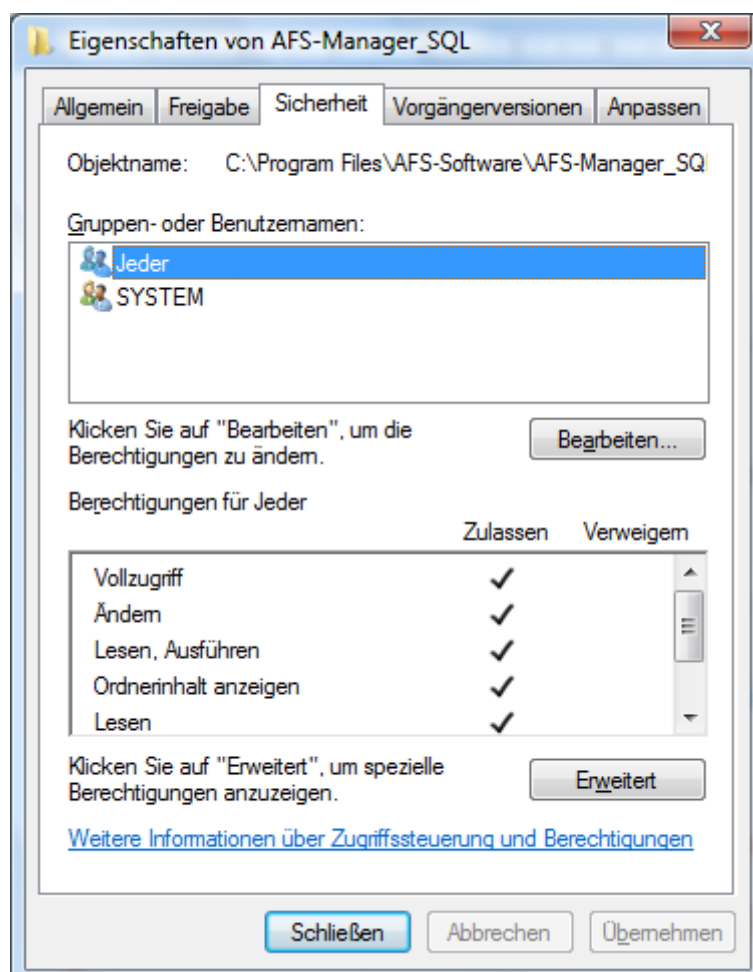 Eigenschaften von AFS-Manager_SQL
Allgemein Freigabe Sicherheit Vorgängerversionen Anpassen
Objektname: C:\Program Files\AFS-Software\AFS-Manager_SQ
Gruppen- oder Benutzernamen:
Jeder
SYSTEM
Klicken Sie auf "Bearbeiten", um die
Berechtigungen zu ändern.
Bearbeiten...
Berechtigungen für Jeder
Zulassen Verweigern
Vollzugriff
Ändern
Lesen, Ausführen
Ordnerinhalt anzeigen
Lesen
Klicken Sie auf "Erweitert", um spezielle
Berechtigungen anzuzeigen.
Erweitert
Weitere Informationen über Zugriffssteuerung und Berechtigungen
Schließen Abbrechen Übernehmen